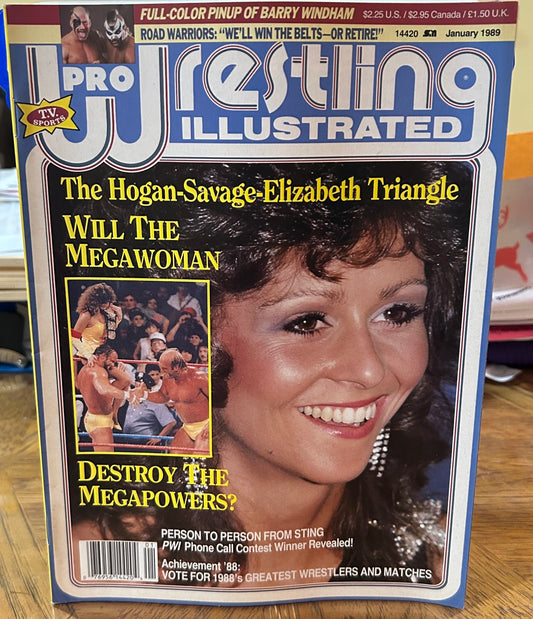 FULL-COLOR PINUP OF BARRY WINDHAM
$2.25 U.S. / $2.95 Canada / £1.50 U.K.
ROAD WARRIORS: "WE'LL WIN THE BELTS—OR RETIRE!"
14420
January 1989
PRO
Wrestling
ILLUSTRATED
T.V.
SPORTS
The Hogan-Savage-Elizabeth Triangle
WILL THE
MEGAWOMAN
DESTROY THE
MEGAPOWERS?
PERSON TO PERSON FROM STING
PWI Phone Call Contest Winner Revealed!
Achievement '88:
VOTE FOR 1988's GREATEST WRESTLERS AND MATCHES